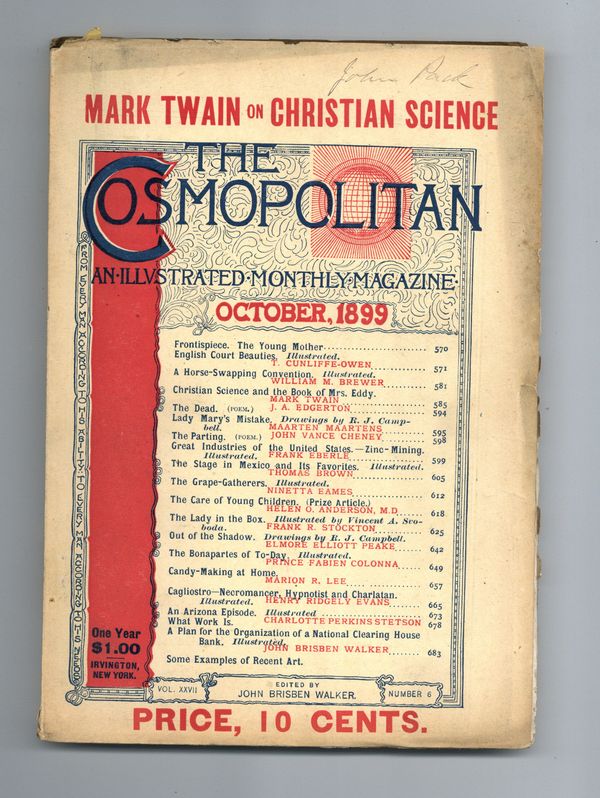 John Pack
MARK TWAIN ON CHRISTIAN SCIENCE
THE
COSMOPOLITAN
AN·ILLVSTRATED·MONTHLY·MAGAZINE·
OCTOBER, 1899
FROM EVERY MAN ACCORDING TO HIS ABILITY: TO EVERY MAN ACCORDING TO HIS NEEDS
Frontispiece. The Young Mother 570
English Court Beauties. Illustrated.
T. CUNLIFFE-OWEN 571
A Horse-Swapping Convention. Illustrated.
WILLIAM M. BREWER 581
Christian Science and the Book of Mrs. Eddy.
MARK TWAIN 585
The Dead. (POEM.) J. A. EDGERTON 594
Lady Mary's Mistake. Drawings by R. J. Camp-
bell. MAARTEN MAARTENS 595
The Parting. (POEM.) JOHN VANCE CHENEY 598
Great Industries of the United States.—Zinc-Mining.
Illustrated. FRANK EBERLE 599
The Stage in Mexico and Its Favorites. Illustrated.
THOMAS BROWN 605
The Grape-Gatherers. Illustrated.
NINETTA EAMES 612
The Care of Young Children. (Prize Article.)
HELEN O. ANDERSON, M.D. 618
The Lady in the Box. Illustrated by Vincent A. Svo-
boda. FRANK R. STOCKTON 625
Out of the Shadow. Drawings by R. J. Campbell.
ELMORE ELLIOTT PEAKE 642
The Bonapartes of To-Day. Illustrated.
PRINCE FABIEN COLONNA 649
Candy-Making at Home.
MARION R. LEE 657
Cagliostro—Necromancer, Hypnotist and Charlatan.
Illustrated. HENRY RIDGELY EVANS 665
An Arizona Episode. Illustrated 673
What Work Is. CHARLOTTE PERKINS STETSON 678
A Plan for the Organization of a National Clearing House
Bank. Illustrated.
JOHN BRISBEN WALKER 683
Some Examples of Recent Art.
One Year
$1.00
IRVINGTON,
NEW YORK.
VOL. XXVII
EDITED BY
JOHN BRISBEN WALKER.
NUMBER 6
PRICE, 10 CENTS.